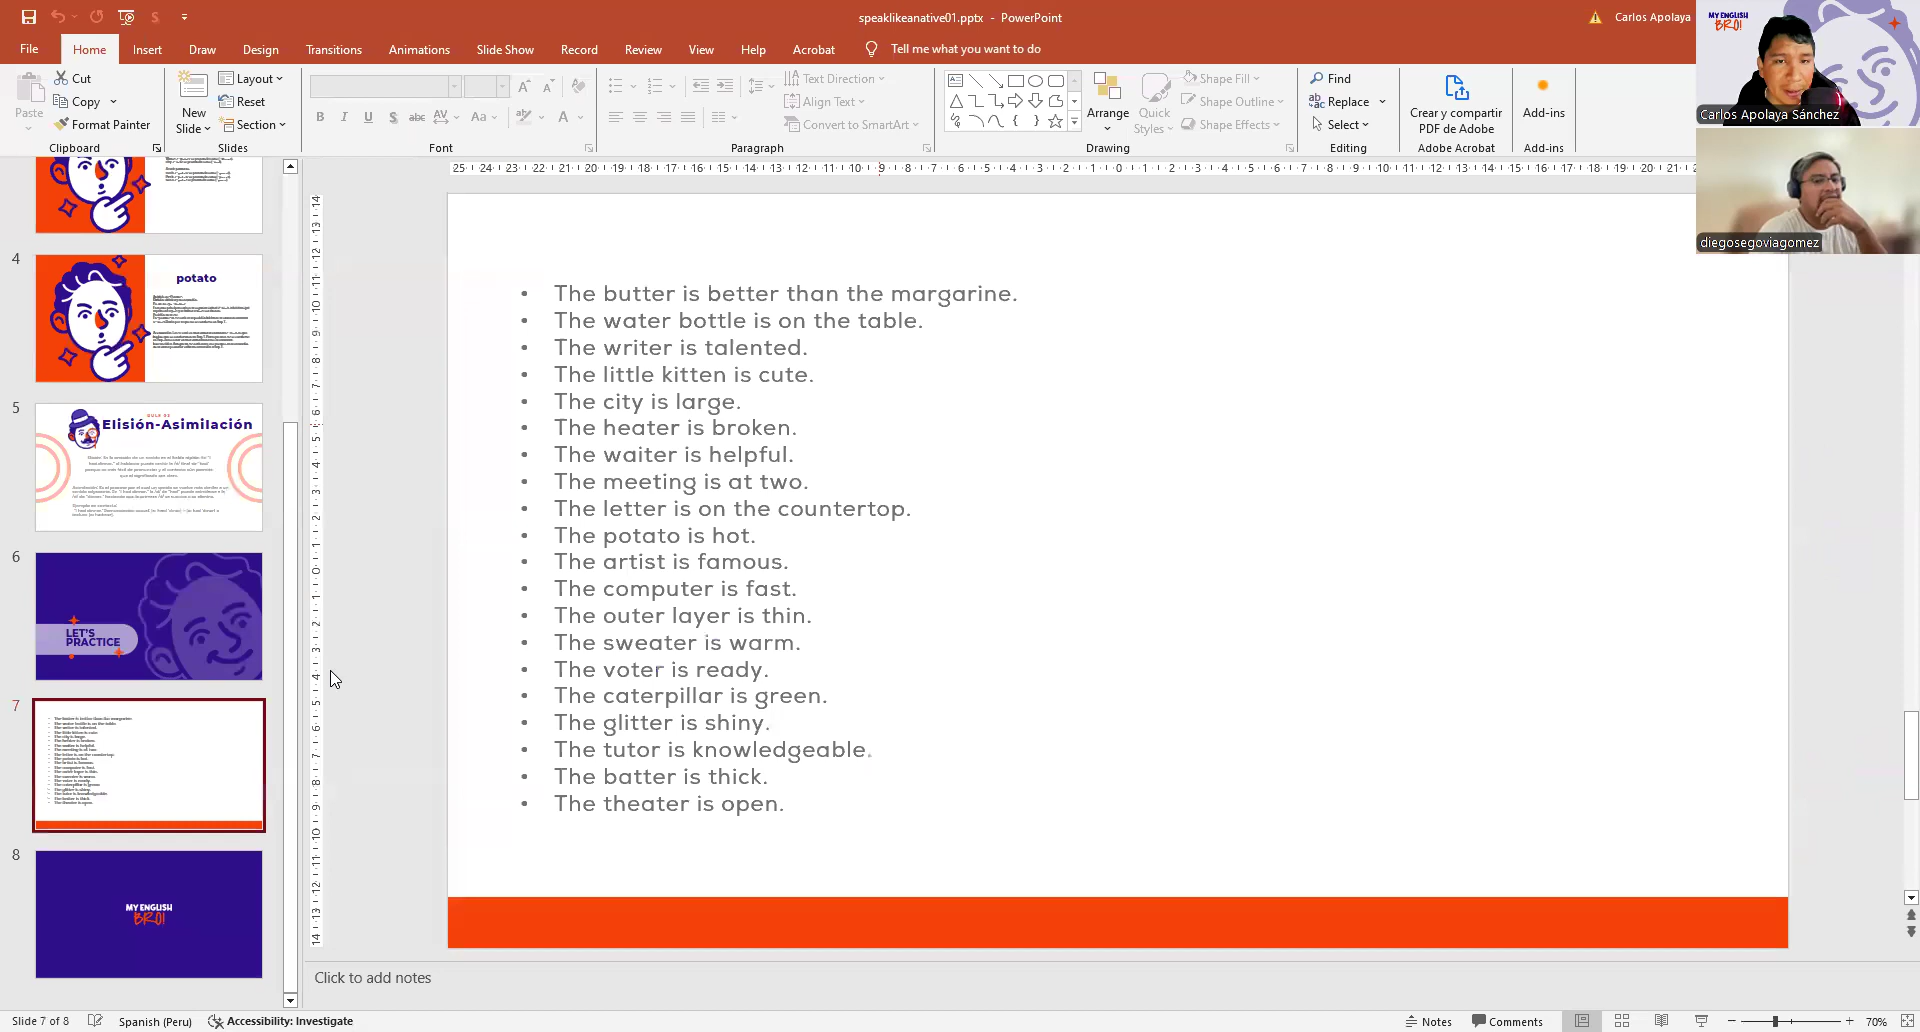 speaklikeanative01.pptx - PowerPoint
Carlos Apolaya
File Home Insert Draw Design Transitions Animations Slide Show Record Review View Help Acrobat Tell me what you want to do
Paste
Cut
Copy
Format Painter
Clipboard
New
Slide
Layout
Reset
Section
Slides
Font
Text Direction
Align Text
Convert to SmartArt
Paragraph
Arrange
Quick
Styles
Shape Fill
Shape Outline
Shape Effects
Drawing
Find
Replace
Select
Editing
Crear y compartir
PDF de Adobe
Adobe Acrobat
Add-ins
Add-ins
MY ENGLISH
BRO!
Carlos Apolaya Sánchez
diegosegoviagomez
4
potato
5
Elisión-Asimilación
6
LET'S
PRACTICE
7
8
MY ENGLISH
BRO!
• The butter is better than the margarine.
• The water bottle is on the table.
• The writer is talented.
• The little kitten is cute.
• The city is large.
• The heater is broken.
• The waiter is helpful.
• The meeting is at two.
• The letter is on the countertop.
• The potato is hot.
• The artist is famous.
• The computer is fast.
• The outer layer is thin.
• The sweater is warm.
• The voter is ready.
• The caterpillar is green.
• The glitter is shiny.
• The tutor is knowledgeable.
• The batter is thick.
• The theater is open.
Click to add notes
Slide 7 of 8 Spanish (Peru) Accessibility: Investigate Notes Comments 70%